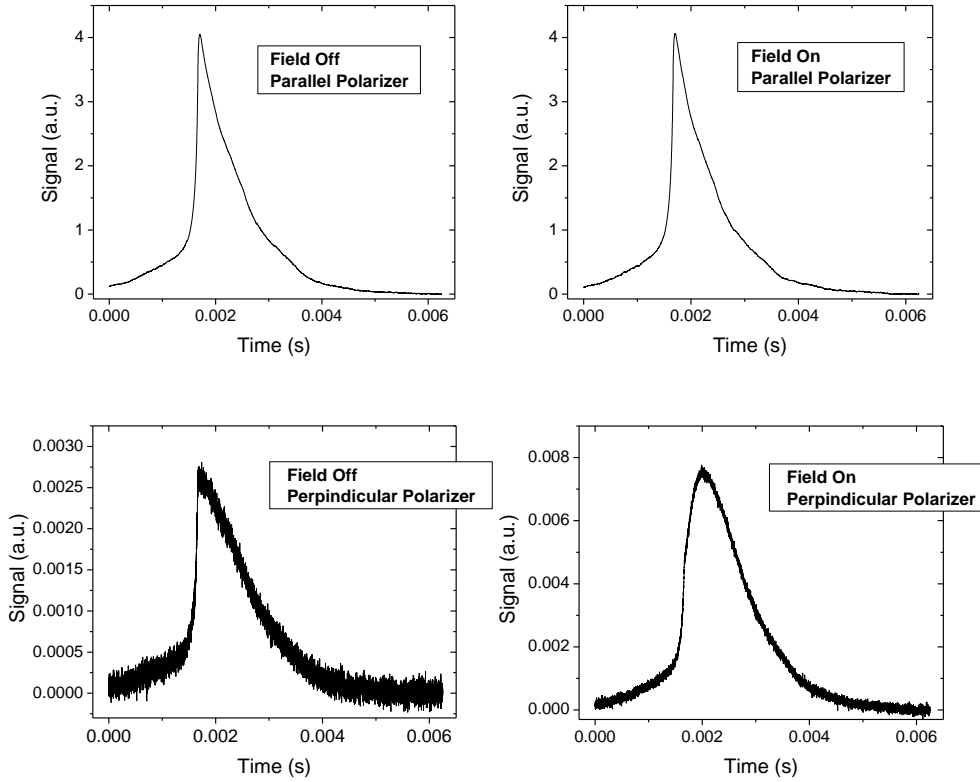 4
3
2
1
0
Signal (a.u.)
Field Off
Parallel Polarizer
0.000
0.002
0.004
0.006
Time (s)
4
3
2
1
0
Signal (a.u.)
Field On
Parallel Polarizer
0.000
0.002
0.004
0.006
Time (s)
0.0030
0.0025
0.0020
0.0015
0.0010
0.0005
0.0000
Signal (a.u.)
Field Off
Perpindicular Polarizer
0.000
0.002
0.004
0.006
Time (s)
0.008
0.006
0.004
0.002
0.000
Signal (a.u.)
Field On
Perpindicular Polarizer
0.000
0.002
0.004
0.006
Time (s)